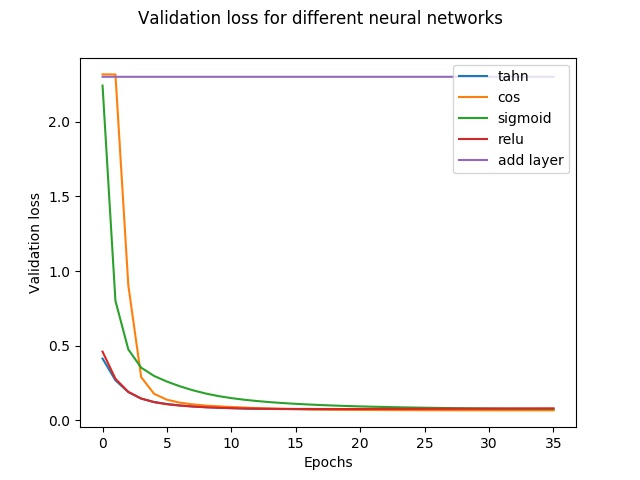 Validation loss for different neural networks
tahn
cos
sigmoid
relu
add layer
2.0
1.5
1.0
0.5
0.0
Validation loss
0 5 10 15 20 25 30 35
Epochs